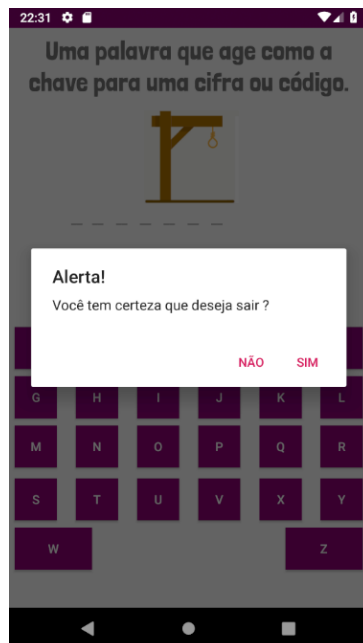 22:31
Uma palavra que age como a
chave para uma cifra ou código.
_ _ _ _ _ _ _
Alerta!
Você tem certeza que deseja sair ?
NÃO SIM
G H I J K L
M N O P Q R
S T U V X Y
W Z